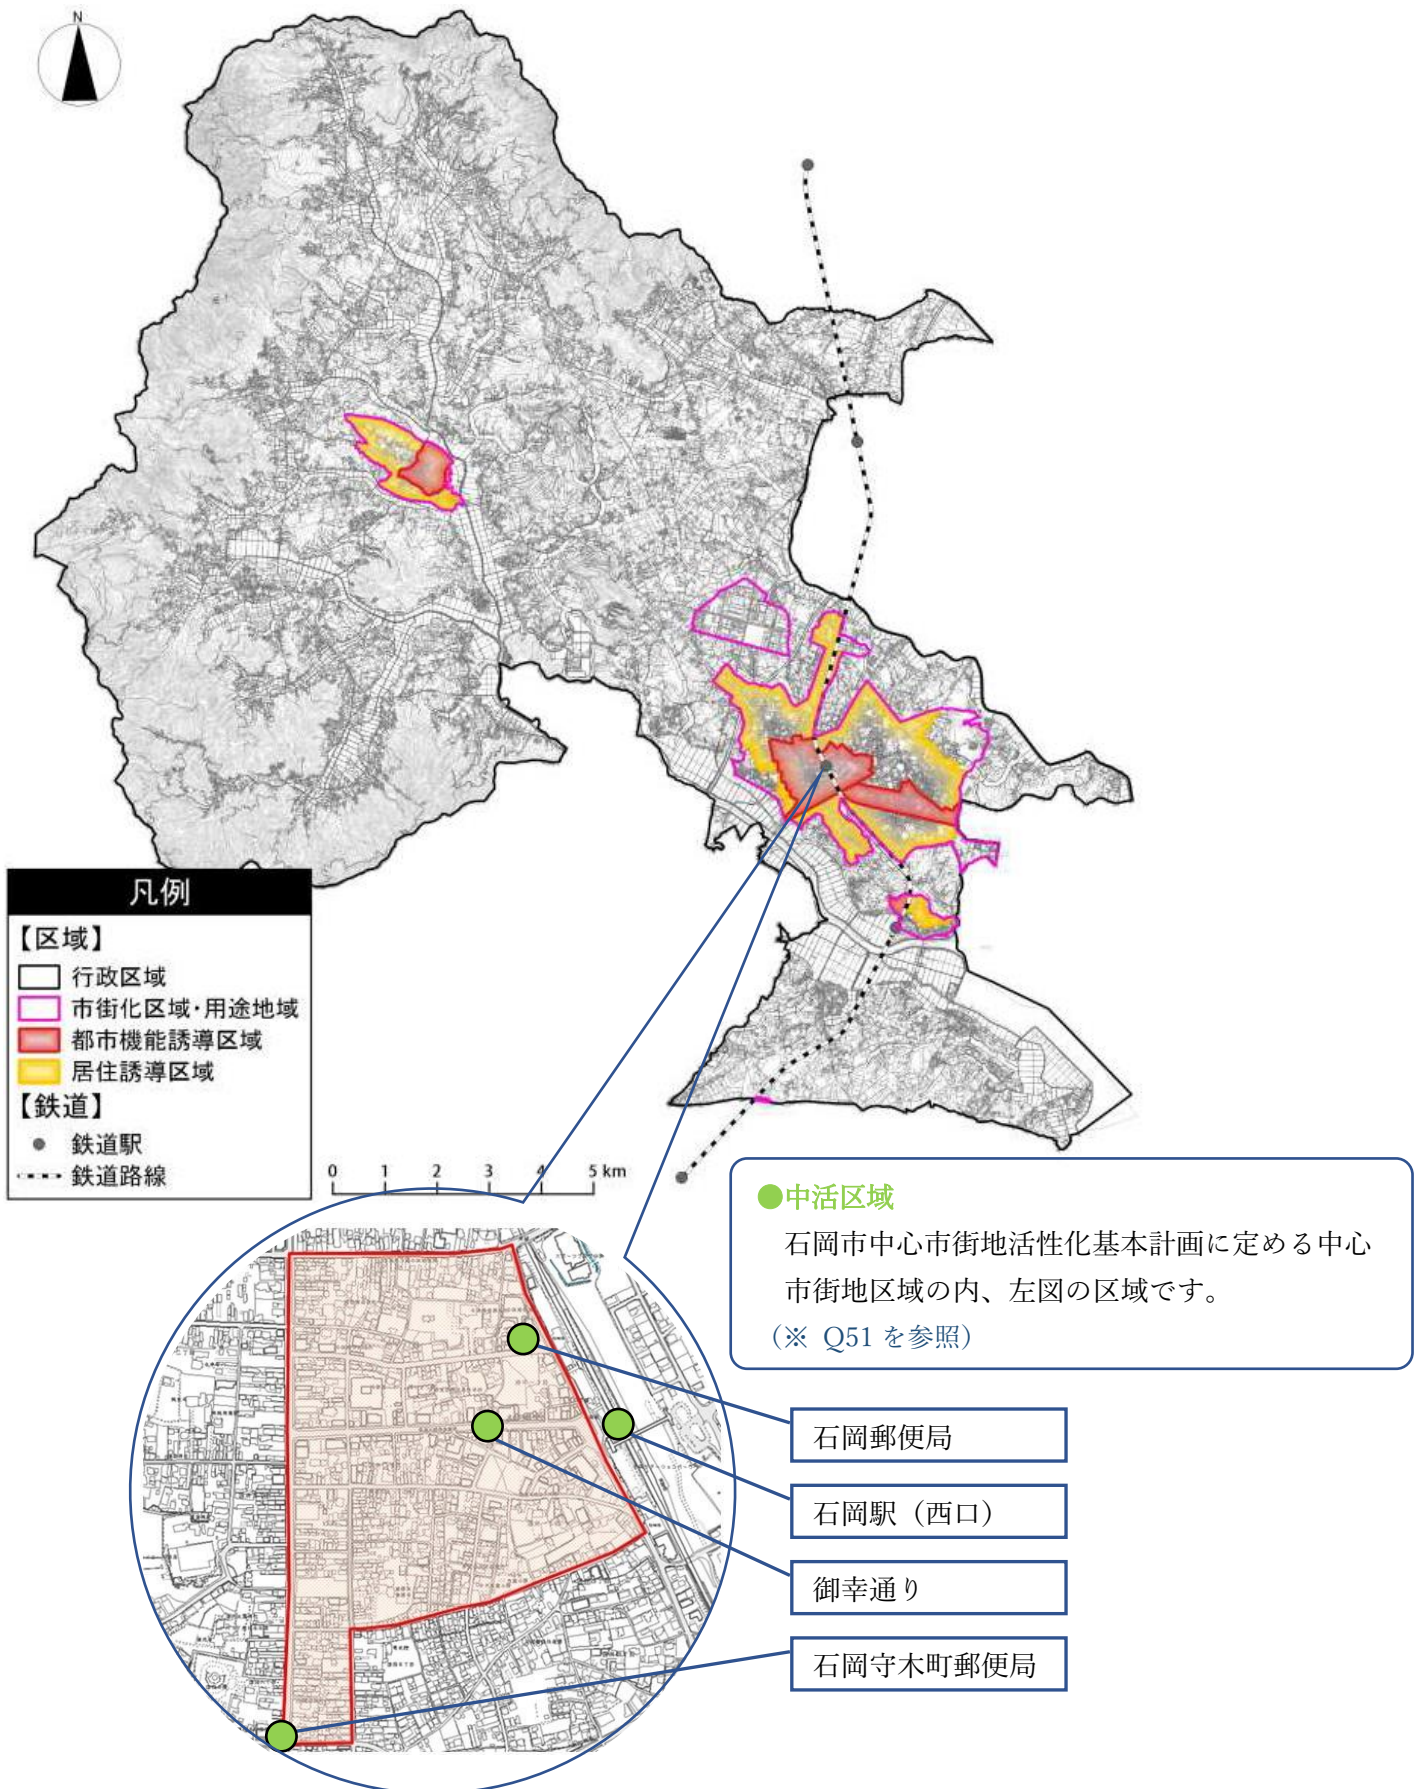 N
凡例
【区域】
行政区域
市街化区域・用途地域
都市機能誘導区域
居住誘導区域
【鉄道】
鉄道駅
鉄道路線
0 1 2 3 4 5 km
●中活区域
石岡市中心市街地活性化基本計画に定める中心
市街地区域の内、左図の区域です。
（※ Q51 を参照）
石岡郵便局
石岡駅（西口）
御幸通り
石岡守木町郵便局